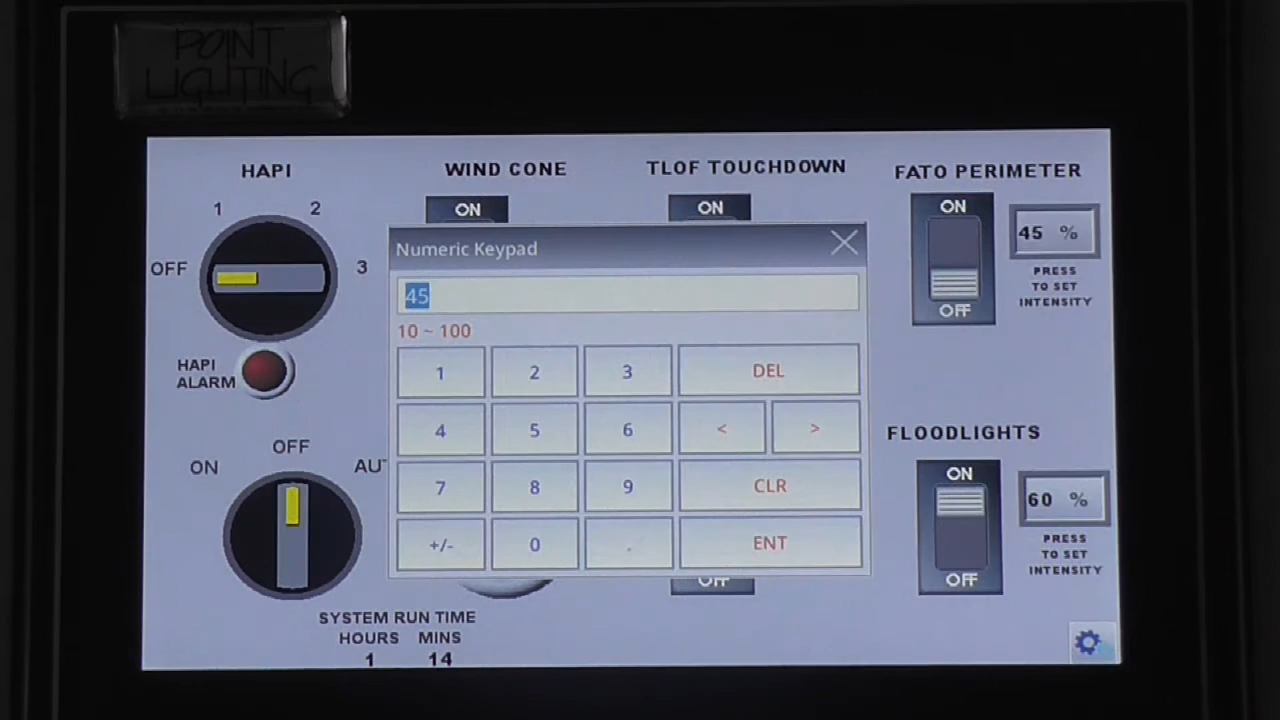 POINT
LIGHTING
HAPI
WIND CONE
TLOF TOUCHDOWN
FATO PERIMETER
1
2
OFF
3
HAPI
ALARM
ON
ON
ON
OFF
45 %
PRESS
TO SET
INTENSITY
Numeric Keypad
45
10 ~ 100
1
2
3
DEL
4
5
6
<
>
7
8
9
CLR
+/-
0
.
ENT
OFF
ON
AUT
OFF
FLOODLIGHTS
ON
OFF
60 %
PRESS
TO SET
INTENSITY
SYSTEM RUN TIME
HOURS MINS
1 14